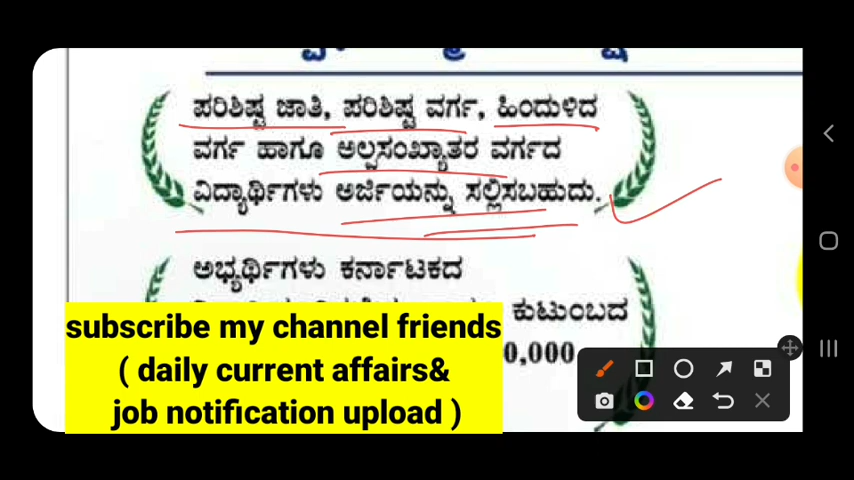 ಪರಿಶಿಷ್ಟ ಜಾತಿ, ಪರಿಶಿಷ್ಟ ವರ್ಗ, ಹಿಂದುಳಿದ
ವರ್ಗ ಹಾಗೂ ಅಲ್ಪಸಂಖ್ಯಾತರ ವರ್ಗದ
ವಿದ್ಯಾರ್ಥಿಗಳು ಅರ್ಜಿಯನ್ನು ಸಲ್ಲಿಸಬಹುದು.
ಅಭ್ಯರ್ಥಿಗಳು ಕರ್ನಾಟಕದ
ಕುಟುಂಬದ
0,000
subscribe my channel friends
( daily current affairs&
job notification upload )